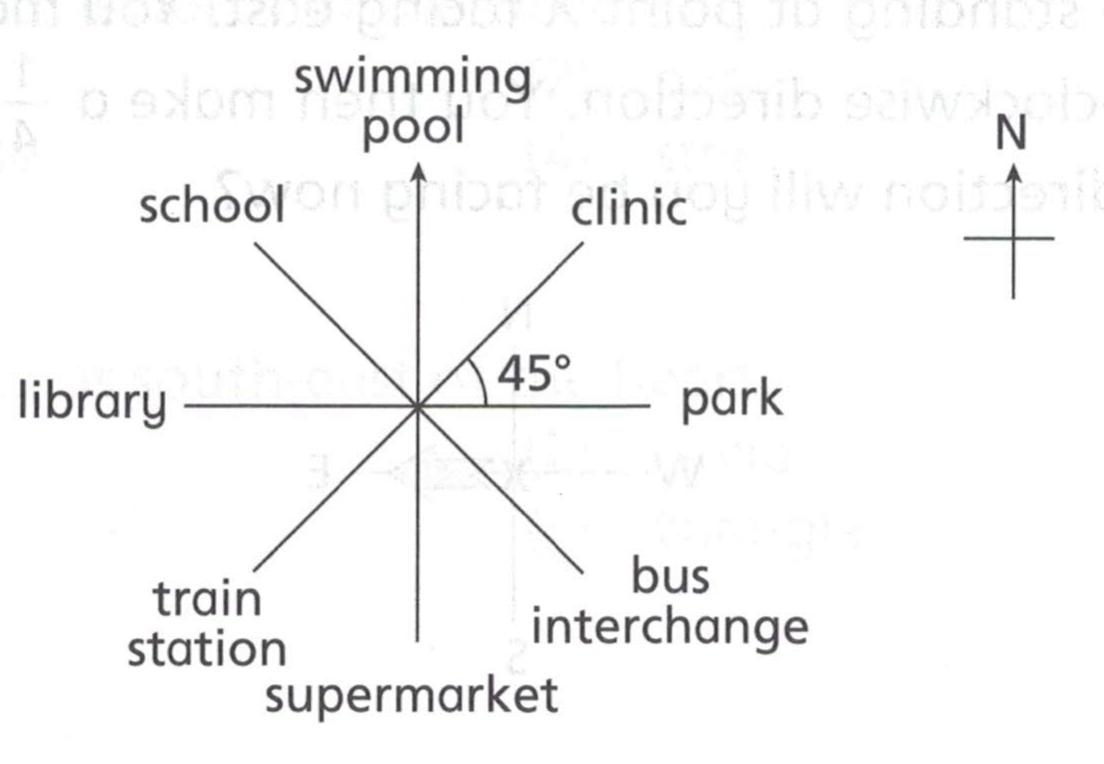 swimming
pool
N
school
clinic
45°
library
park
train
station
bus
interchange
supermarket